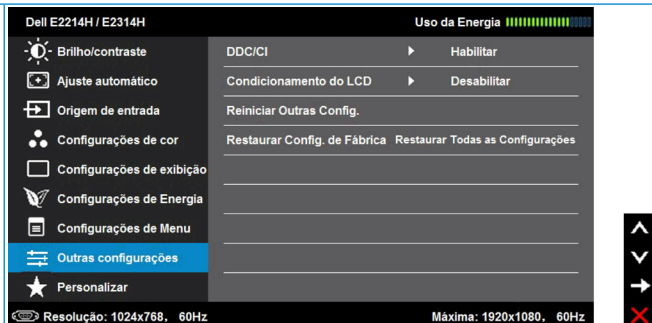 Dell E2214H / E2314H Uso da Energia
Brilho/contraste DDC/CI Habilitar
Ajuste automático Condicionamento do LCD Desabilitar
Origem de entrada Reiniciar Outras Config.
Configurações de cor Restaurar Config. de Fábrica Restaurar Todas as Configurações
Configurações de exibição
Configurações de Energia
Configurações de Menu
Outras configurações
Personalizar
Resolução: 1024x768, 60Hz Máxima: 1920x1080, 60Hz